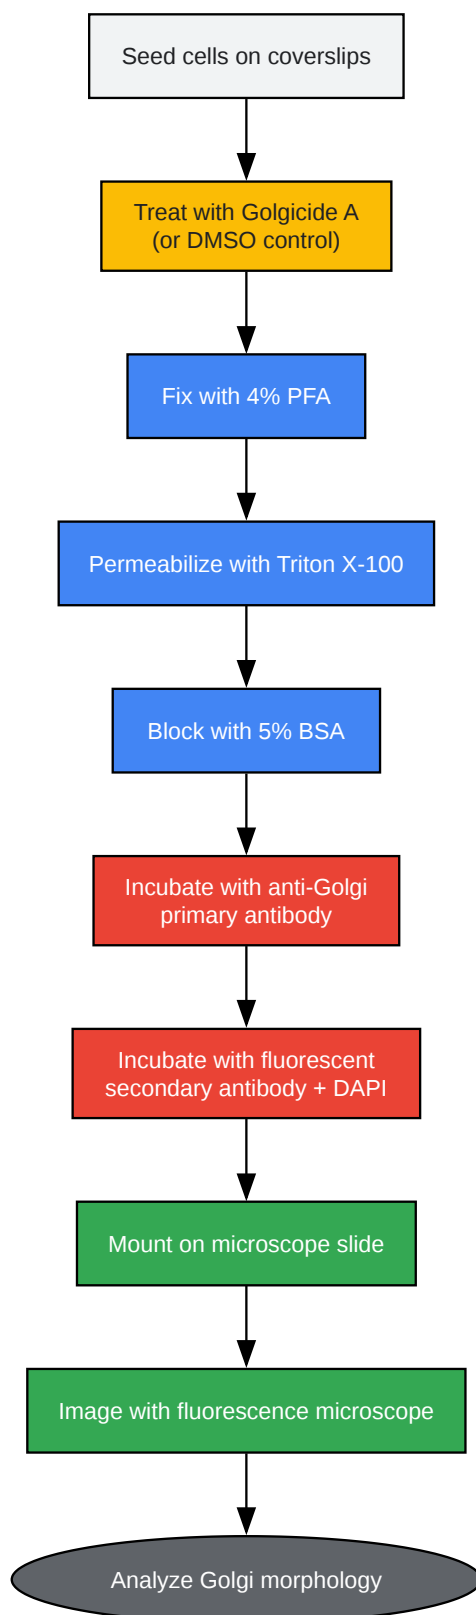 Seed cells on coverslips
Treat with Golgicide A
(or DMSO control)
Fix with 4% PFA
Permeabilize with Triton X-100
Block with 5% BSA
Incubate with anti-Golgi
primary antibody
Incubate with fluorescent
secondary antibody + DAPI
Mount on microscope slide
Image with fluorescence microscope
Analyze Golgi morphology